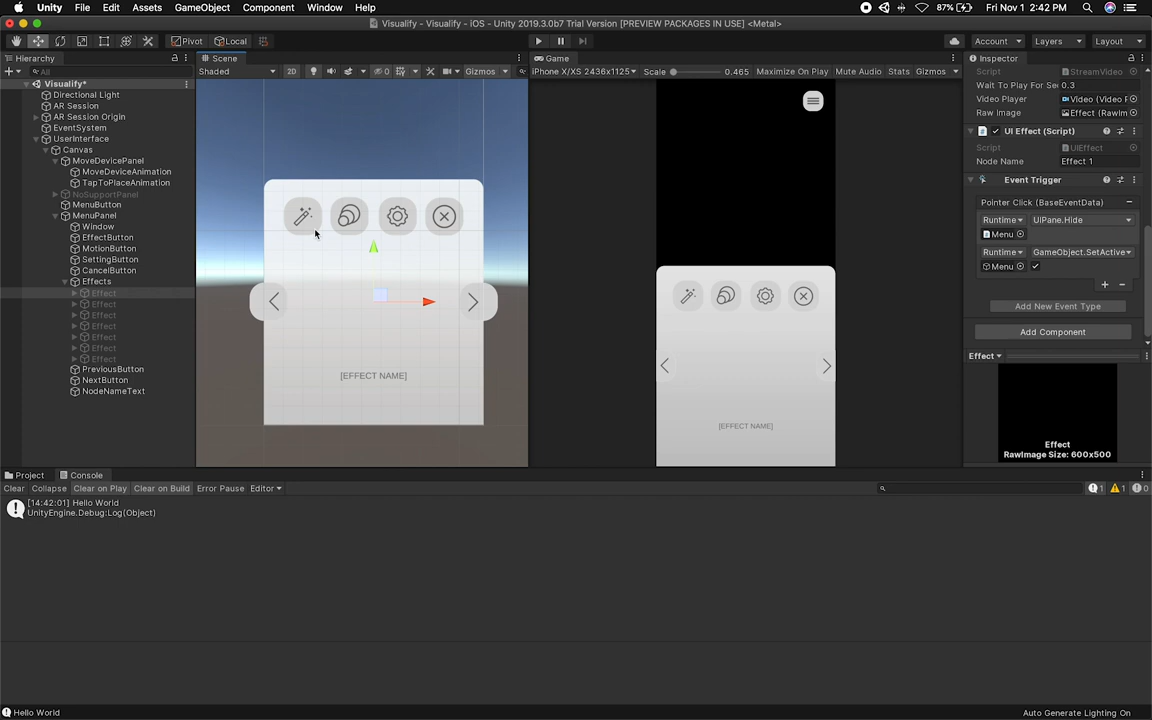 Unity File Edit Assets GameObject Component Window Help 87% Fri Nov 1 2:42 PM
Visualify - Visualify - iOS - Unity 2019.3.0b7 Trial Version [PREVIEW PACKAGES IN USE] <Metal>
Pivot Local Account Layers Layout
Hierarchy Scene Game Inspector
All Shaded 2D 0 Gizmos iPhone X/XS 2436x1125 Scale 0.465 Maximize On Play Mute Audio Stats Gizmos
Script StreamVideo
Visualify*
Wait To Play For Sec 0.3
Directional Light
Video Player Video (Video F
AR Session
Raw Image Effect (RawIm
AR Session Origin
EventSystem
UI Effect (Script)
UserInterface
Script UIEffect
Canvas
Node Name Effect 1
MoveDevicePanel
MoveDeviceAnimation
Event Trigger
TapToPlaceAnimation
NoSupportPanel
Pointer Click (BaseEventData)
MenuButton
MenuPanel
Runtime UIPane.Hide
Window
Menu
EffectButton
MotionButton
Runtime GameObject.SetActive
SettingButton
Menu
CancelButton
Effects
Effect
Effect
Add New Event Type
Effect
Effect
Add Component
Effect
Effect
Effect
Effect
PreviousButton
NextButton
NodeNameText
[EFFECT NAME]
[EFFECT NAME]
Effect
RawImage Size: 600x500
Project Console
Clear Collapse Clear on Play Clear on Build Error Pause Editor 1 1 0
[14:42:01] Hello World
UnityEngine.Debug:Log(Object)
Hello World Auto Generate Lighting On